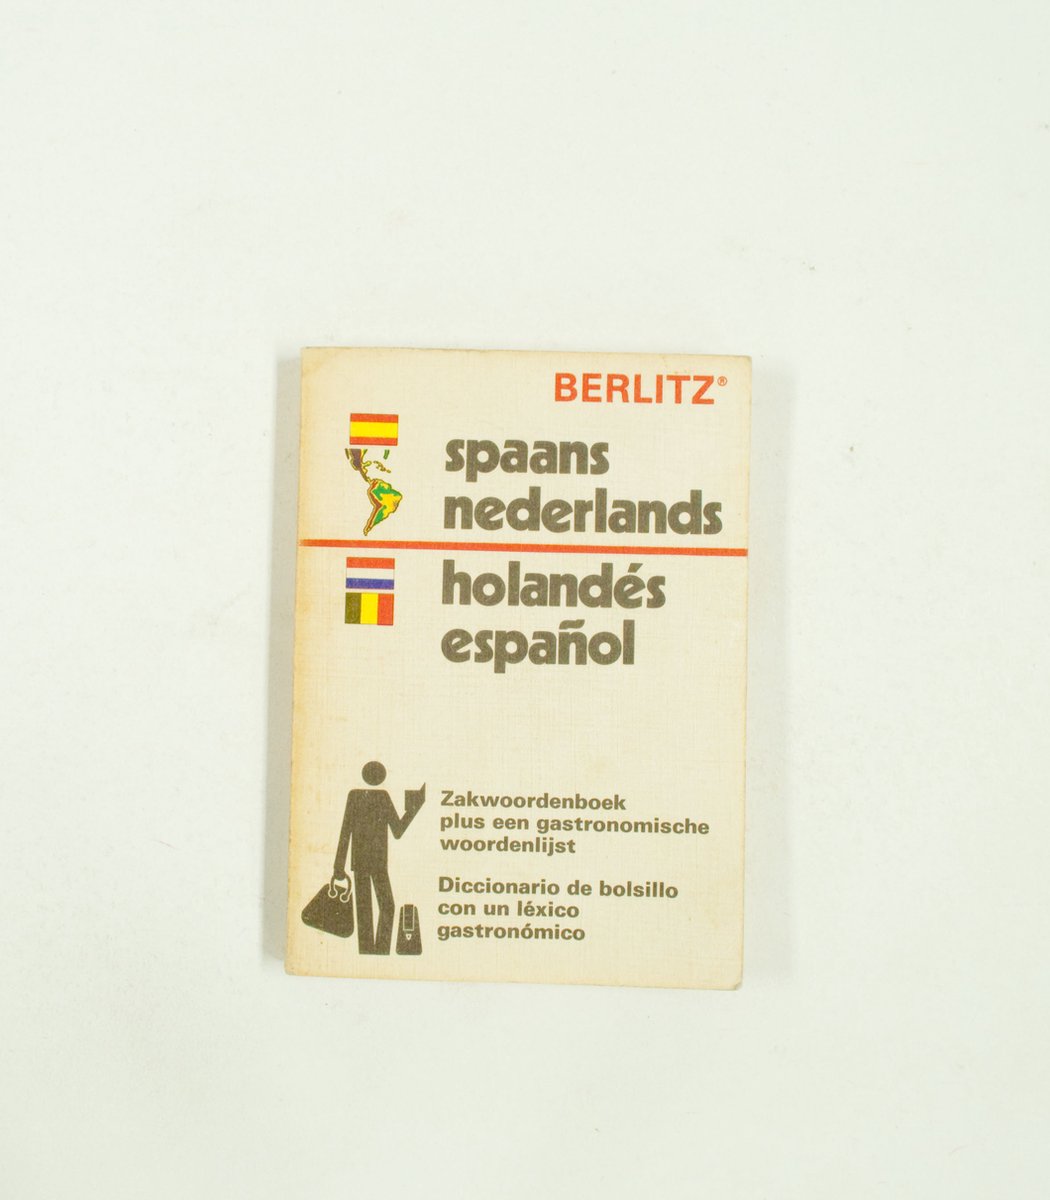 BERLITZ®
spaans
nederlands
holandés
español
Zakwoordenboek
plus een gastronomische
woordenlijst
Diccionario de bolsillo
con un léxico
gastronómico